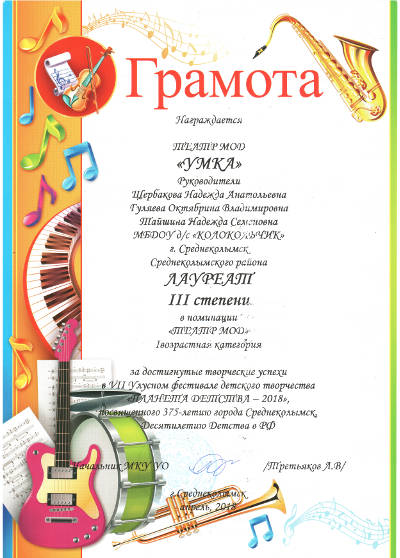 Грамота
Награждается
ТЕАТР МОД
«УМКА»
Руководители
Щербакова Надежда Анатольевна
Гуляева Октябрина Владимировна
Тайшина Надежда Семеновна
МБДОУ д/с «КОЛОКОЛЬЧИК»
г. Среднеколымск
Среднеколымского района
ЛАУРЕАТ
III степени
в номинации
«ТЕАТР МОД»
1возрастная категория
за достигнутые творческие успехи
в VII Улусном фестивале детского творчества
«ПЛАНЕТА ДЕТСТВА – 2018»,
посвященного 375-летию города Среднеколымск,
Десятилетию Детства в РФ
Начальник МКУ УО /Третьяков А.В/
г.Среднеколымск
апрель, 2018